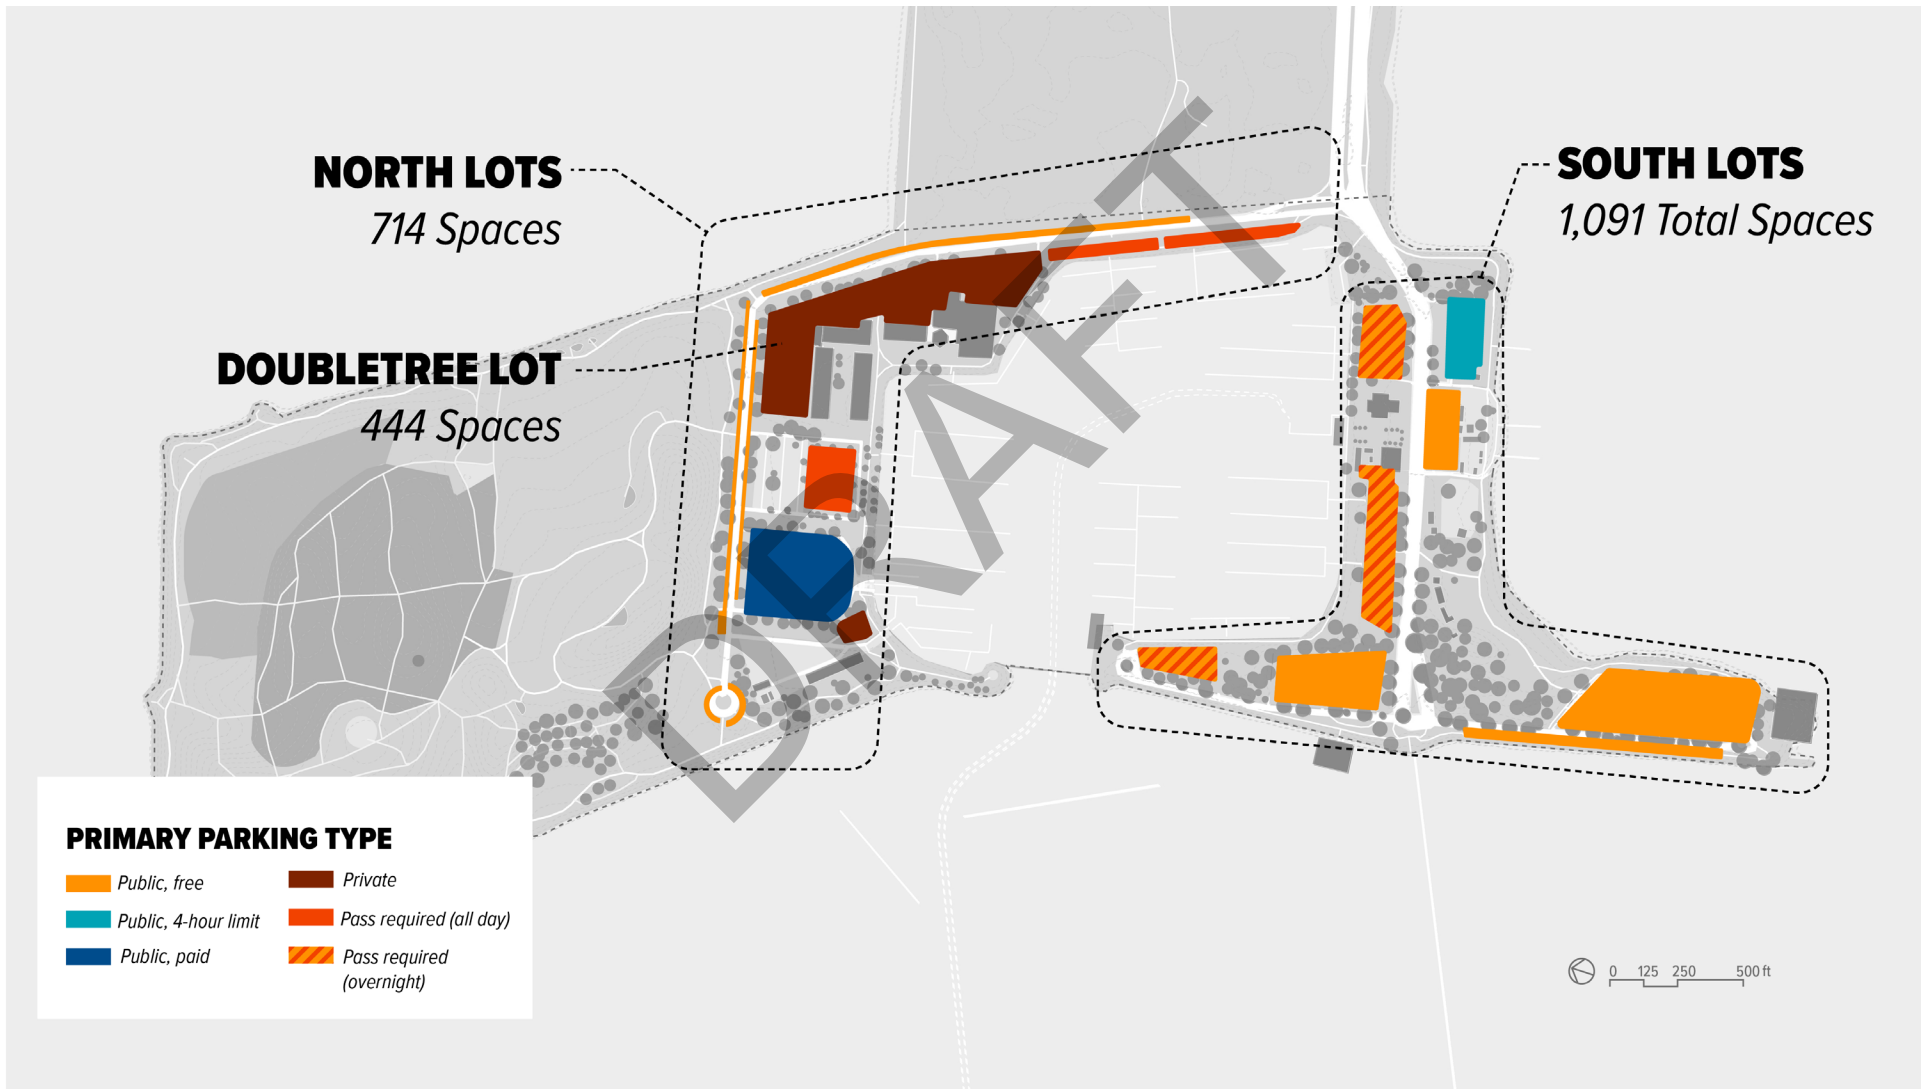 NORTH LOTS
714 Spaces
SOUTH LOTS
1,091 Total Spaces
DOUBLETREE LOT
444 Spaces
DRAFT
PRIMARY PARKING TYPE
Public, free
Public, 4-hour limit
Public, paid
Private
Pass required (all day)
Pass required
(overnight)
0 125 250 500 ft